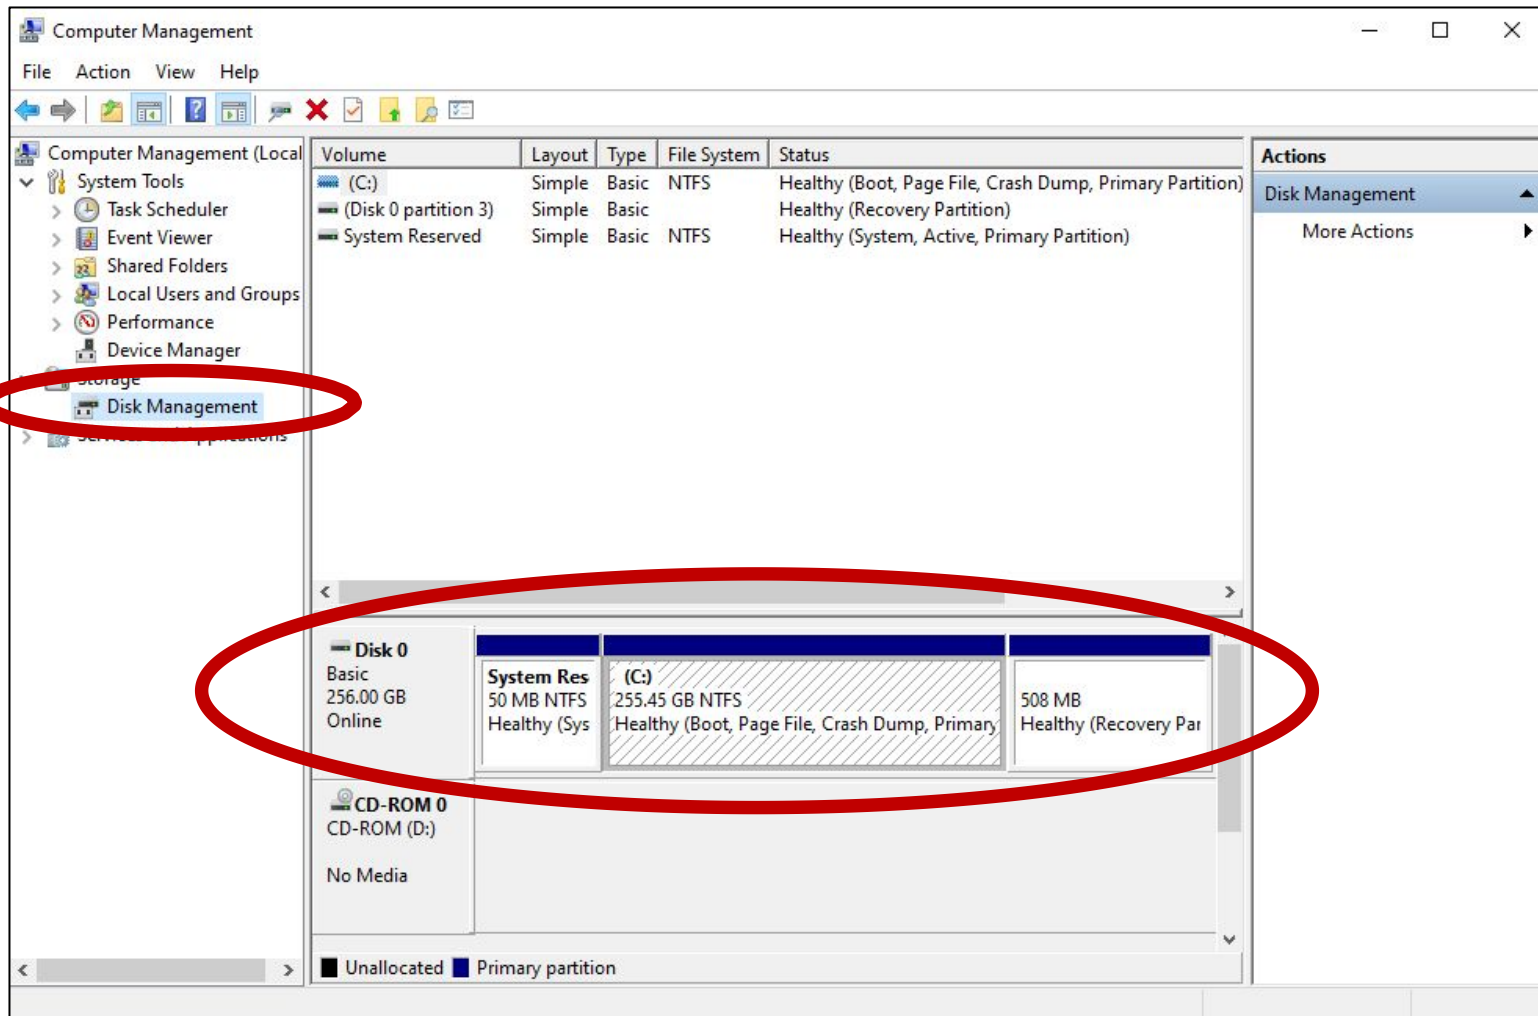 Computer Management
File Action View Help
Computer Management (Local
System Tools
Task Scheduler
Event Viewer
Shared Folders
Local Users and Groups
Performance
Device Manager
Storage
Disk Management
Services and Applications
Volume Layout Type File System Status
(C:) Simple Basic NTFS Healthy (Boot, Page File, Crash Dump, Primary Partition)
(Disk 0 partition 3) Simple Basic Healthy (Recovery Partition)
System Reserved Simple Basic NTFS Healthy (System, Active, Primary Partition)
Disk 0
Basic
256.00 GB
Online
System Res
50 MB NTFS
Healthy (Sys
(C:)
255.45 GB NTFS
Healthy (Boot, Page File, Crash Dump, Primary
508 MB
Healthy (Recovery Par
CD-ROM 0
CD-ROM (D:)
No Media
Unallocated Primary partition
Actions
Disk Management
More Actions